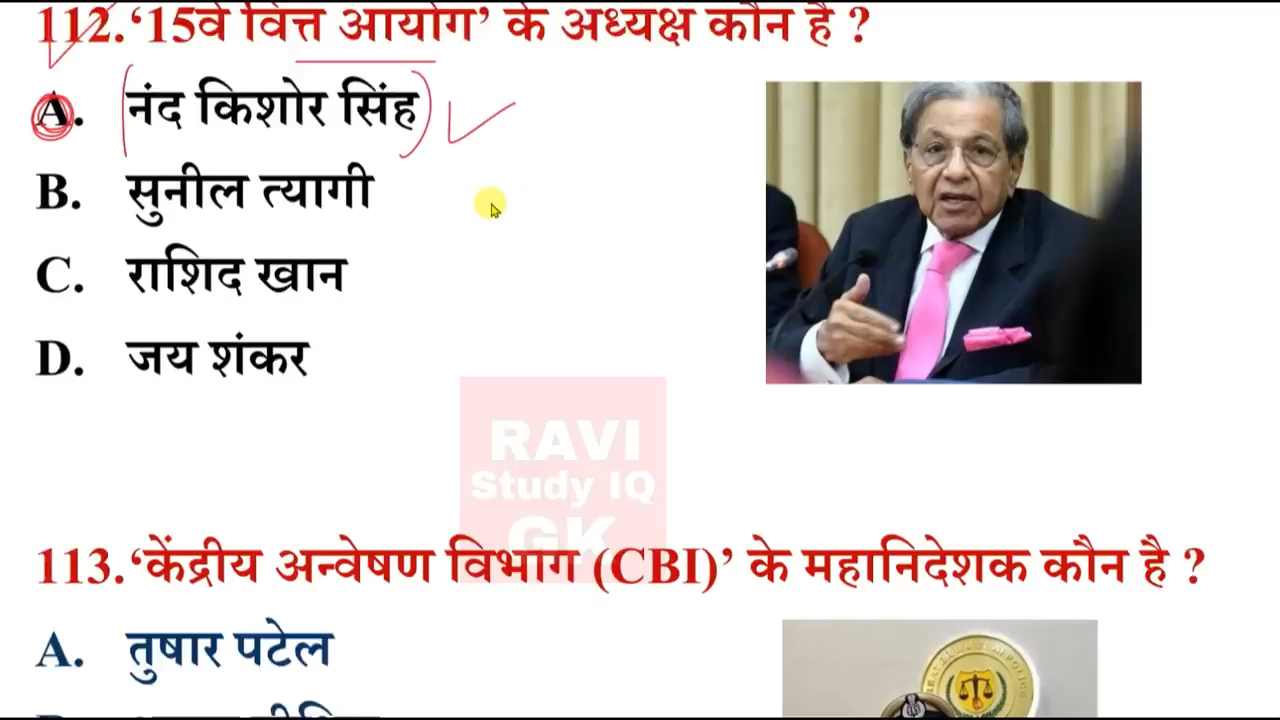 112. ‘15वें वित्त आयोग’ के अध्यक्ष कौन है ?
A. नंद किशोर सिंह
B. सुनील त्यागी
C. राशिद खान
D. जय शंकर
RAVI
Study IQ
GK
113. ‘केंद्रीय अन्वेषण विभाग (CBI)’ के महानिदेशक कौन है ?
A. तुषार पटेल